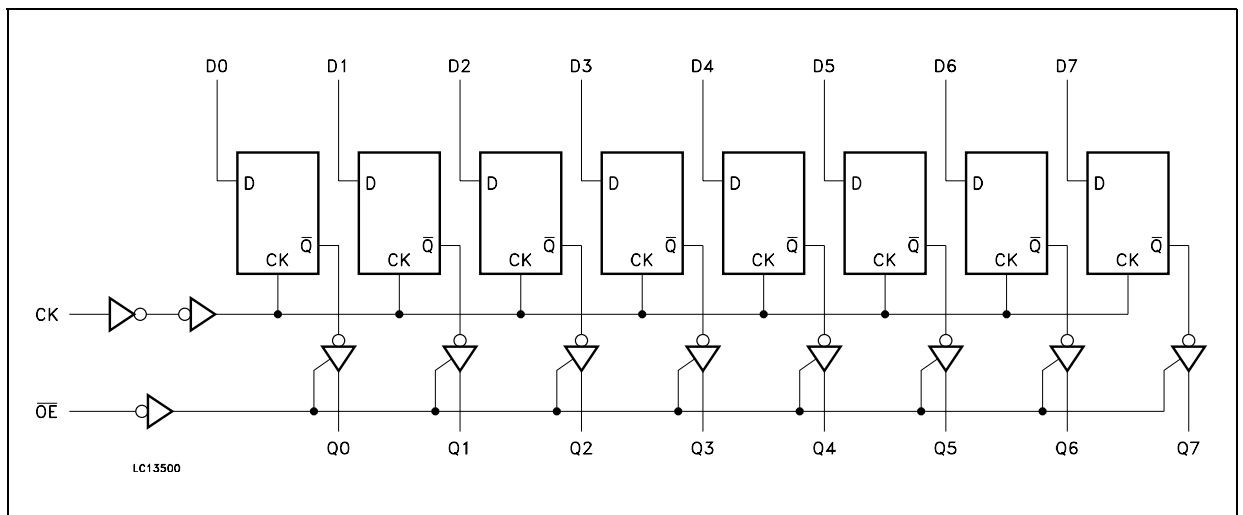 D0 D1 D2 D3 D4 D5 D6 D7
D D D D D D D D
Q̅ Q̅ Q̅ Q̅ Q̅ Q̅ Q̅ Q̅
CK CK CK CK CK CK CK CK
CK
O̅E̅
Q0 Q1 Q2 Q3 Q4 Q5 Q6 Q7
LC13500